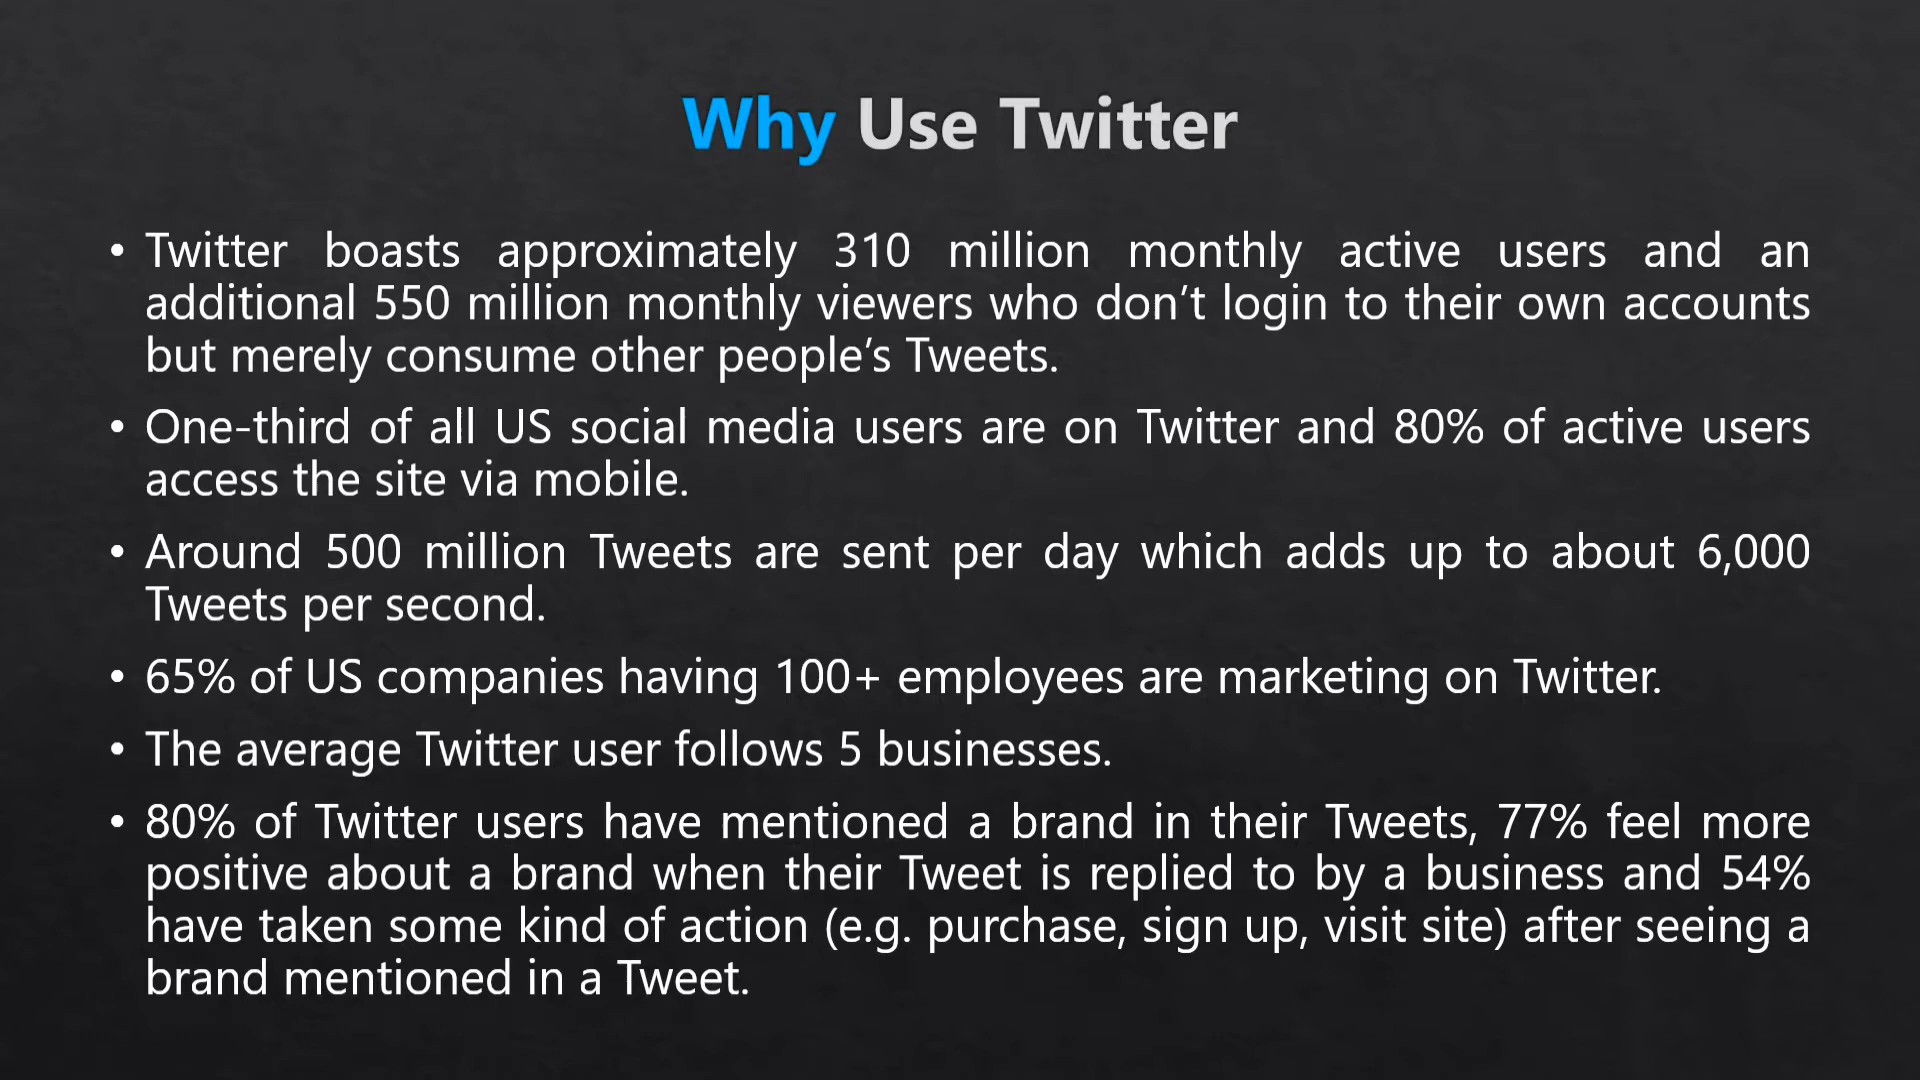 Why Use Twitter
• Twitter boasts approximately 310 million monthly active users and an
additional 550 million monthly viewers who don’t login to their own accounts
but merely consume other people’s Tweets.
• One-third of all US social media users are on Twitter and 80% of active users
access the site via mobile.
• Around 500 million Tweets are sent per day which adds up to about 6,000
Tweets per second.
• 65% of US companies having 100+ employees are marketing on Twitter.
• The average Twitter user follows 5 businesses.
• 80% of Twitter users have mentioned a brand in their Tweets, 77% feel more
positive about a brand when their Tweet is replied to by a business and 54%
have taken some kind of action (e.g. purchase, sign up, visit site) after seeing a
brand mentioned in a Tweet.